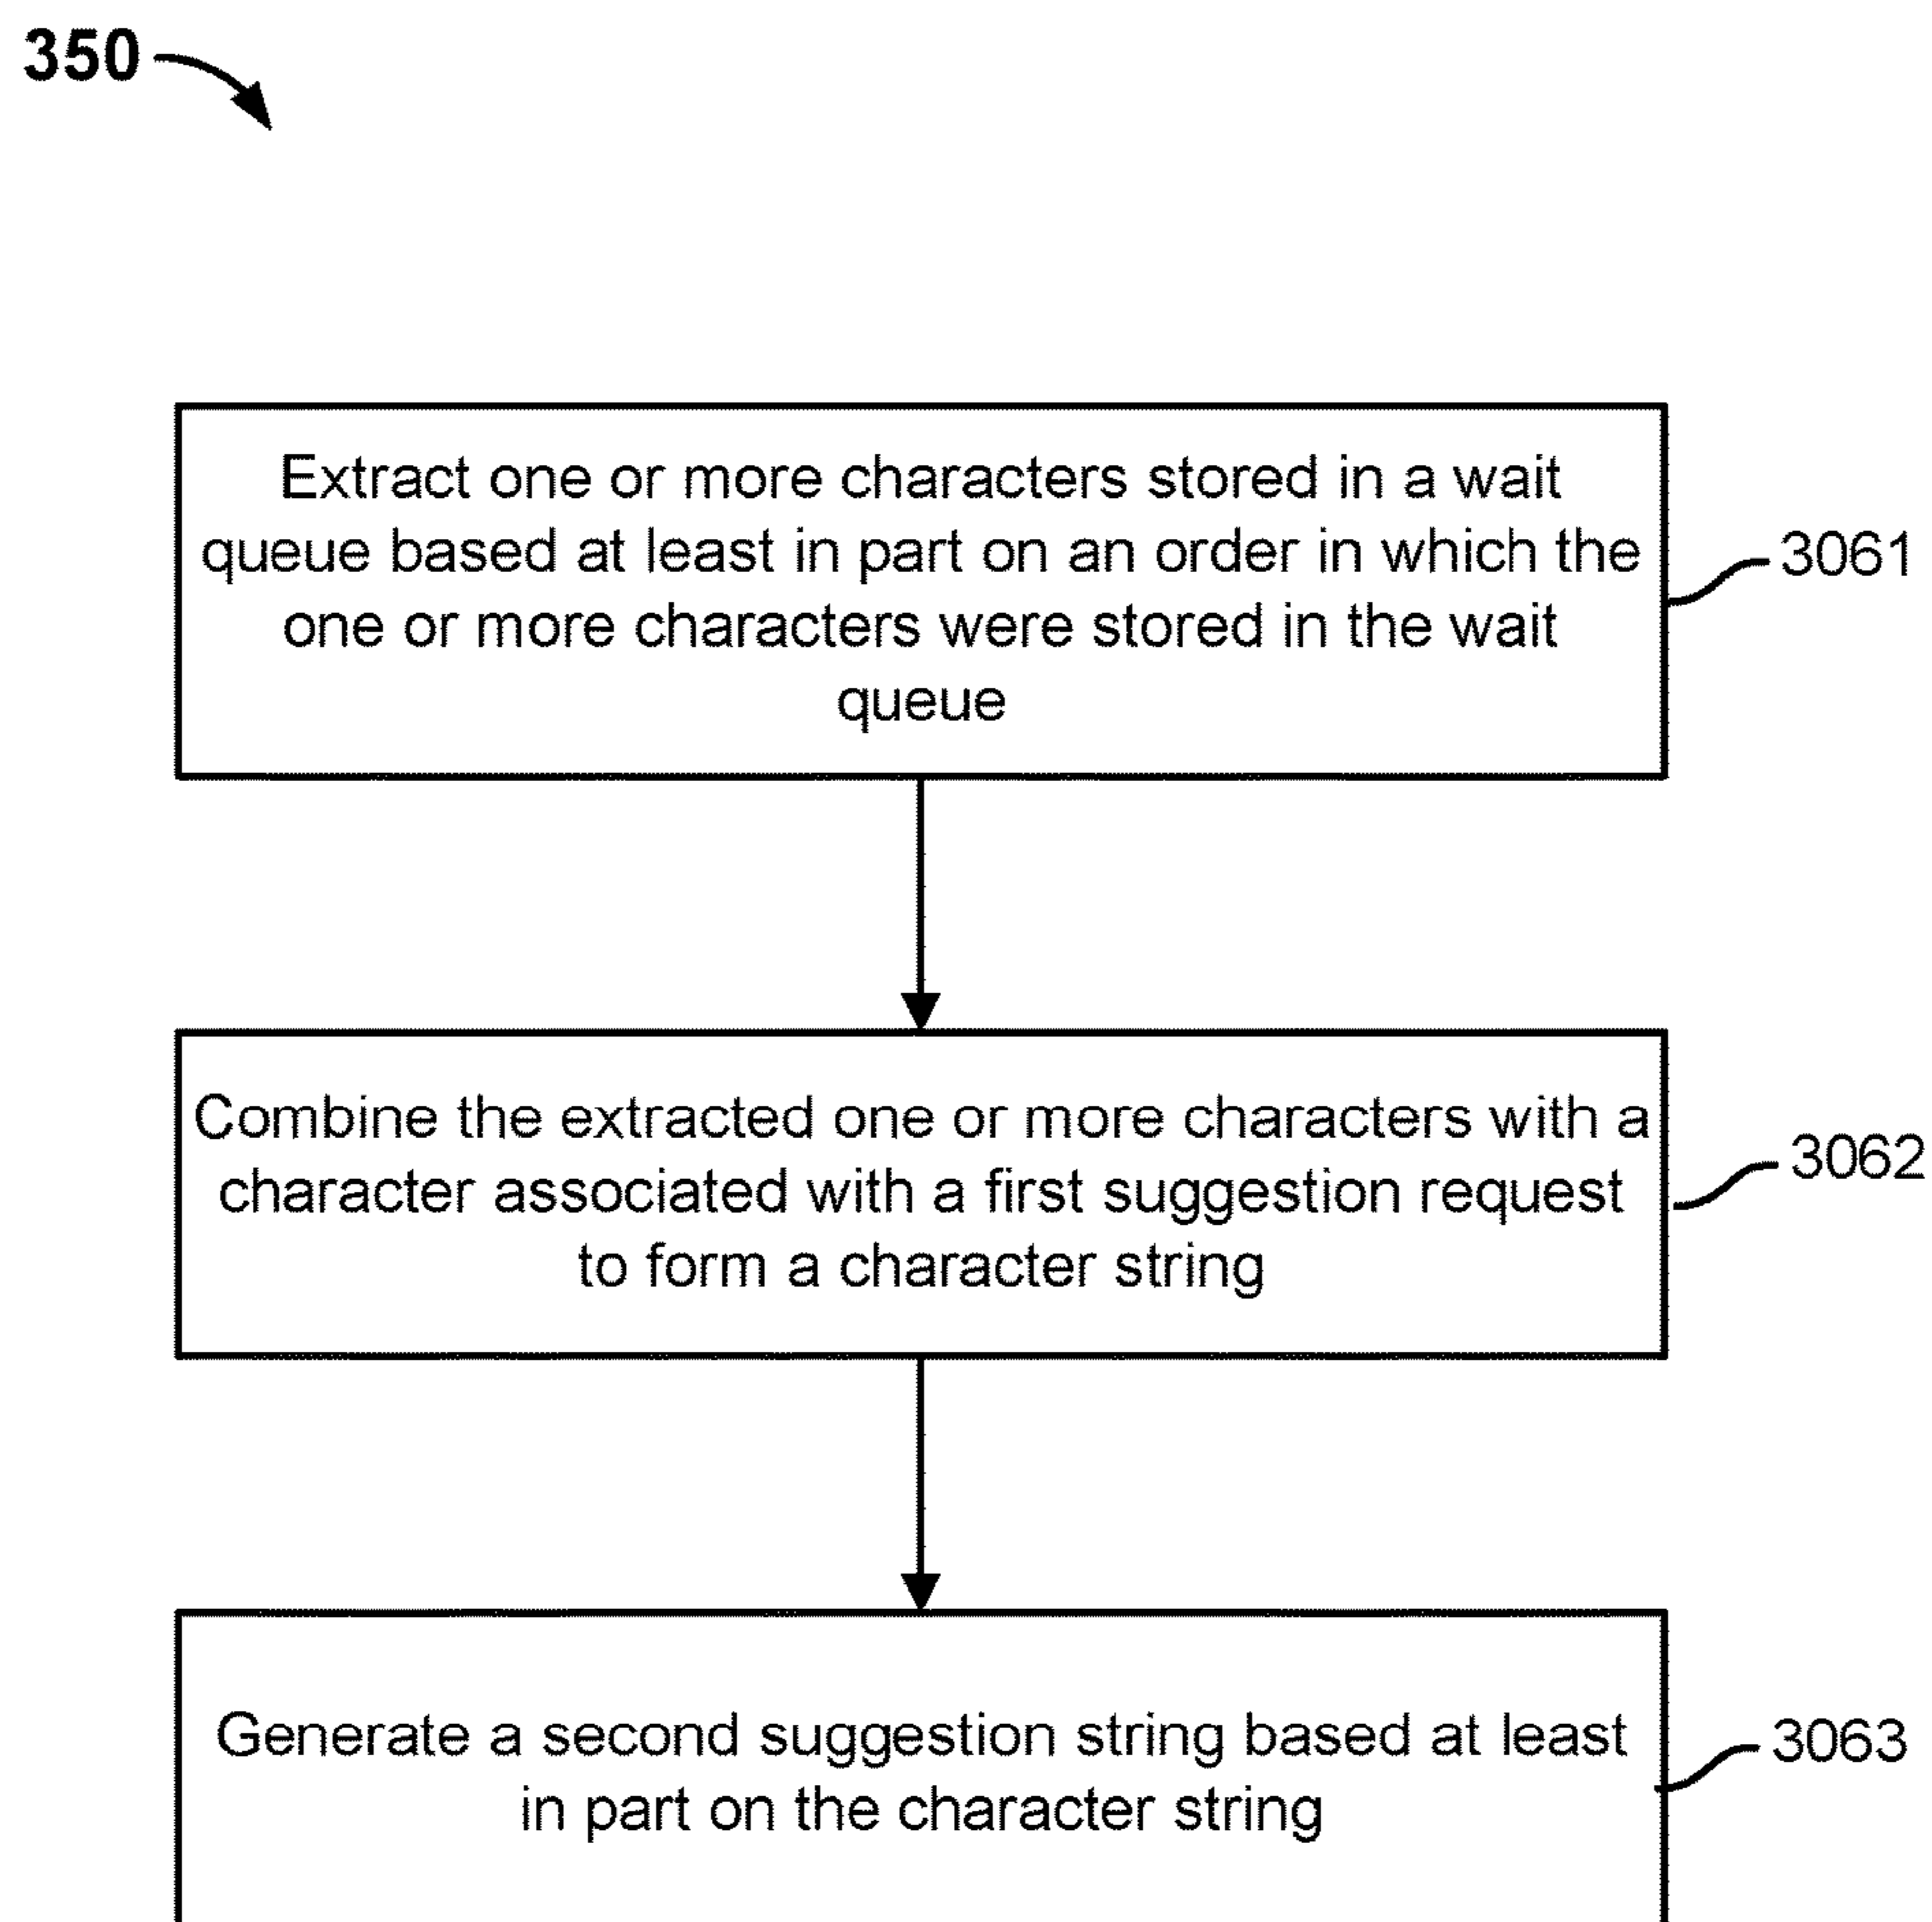 350
Extract one or more characters stored in a wait
queue based at least in part on an order in which the
one or more characters were stored in the wait
queue
3061
Combine the extracted one or more characters with a
character associated with a first suggestion request
to form a character string
3062
Generate a second suggestion string based at least
in part on the character string
3063